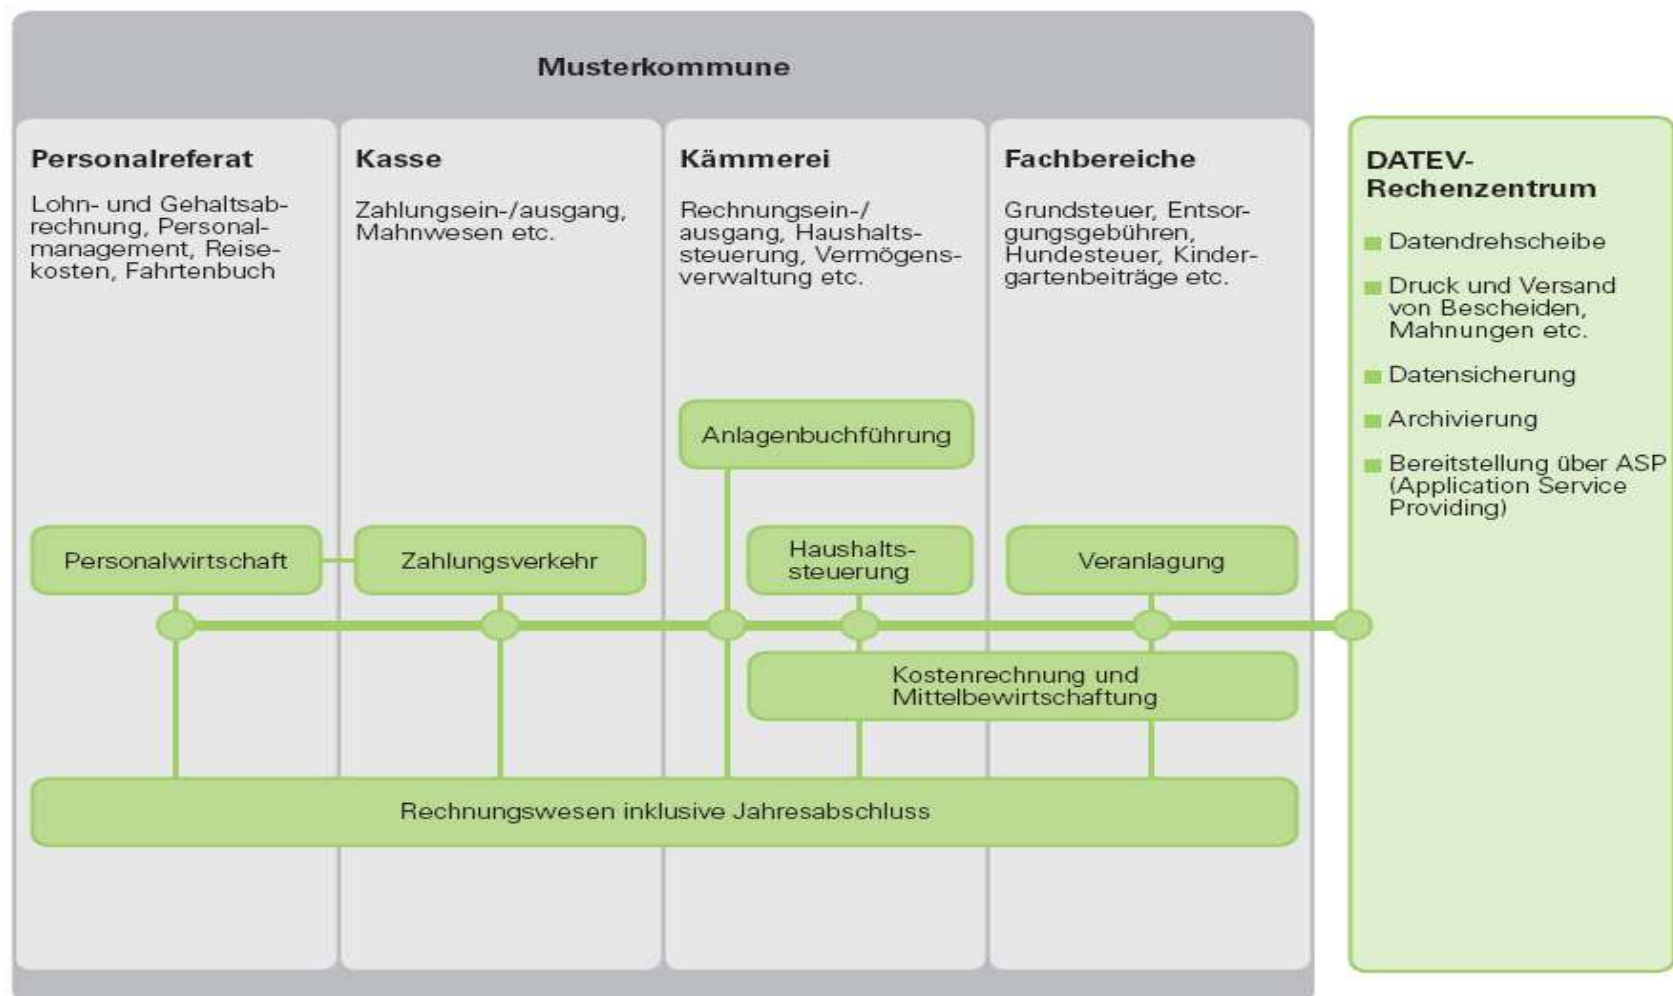 Musterkommune
Personalreferat
Lohn- und Gehaltsab-
rechnung, Personal-
management, Reise-
kosten, Fahrtenbuch
Kasse
Zahlungsein-/ausgang,
Mahnwesen etc.
Kämmerei
Rechnungsein-/
ausgang, Haushalts-
steuerung, Vermögens-
verwaltung etc.
Fachbereiche
Grundsteuer, Entsor-
gungsgebühren,
Hundesteuer, Kinder-
gartenbeiträge etc.
DATEV-
Rechenzentrum
Datendrehscheibe
Druck und Versand
von Bescheiden,
Mahnungen etc.
Datensicherung
Archivierung
Bereitstellung über ASP
(Application Service
Providing)
Anlagenbuchführung
Personalwirtschaft
Zahlungsverkehr
Haushalts-
steuerung
Veranlagung
Kostenrechnung und
Mittelbewirtschaftung
Rechnungswesen inklusive Jahresabschluss